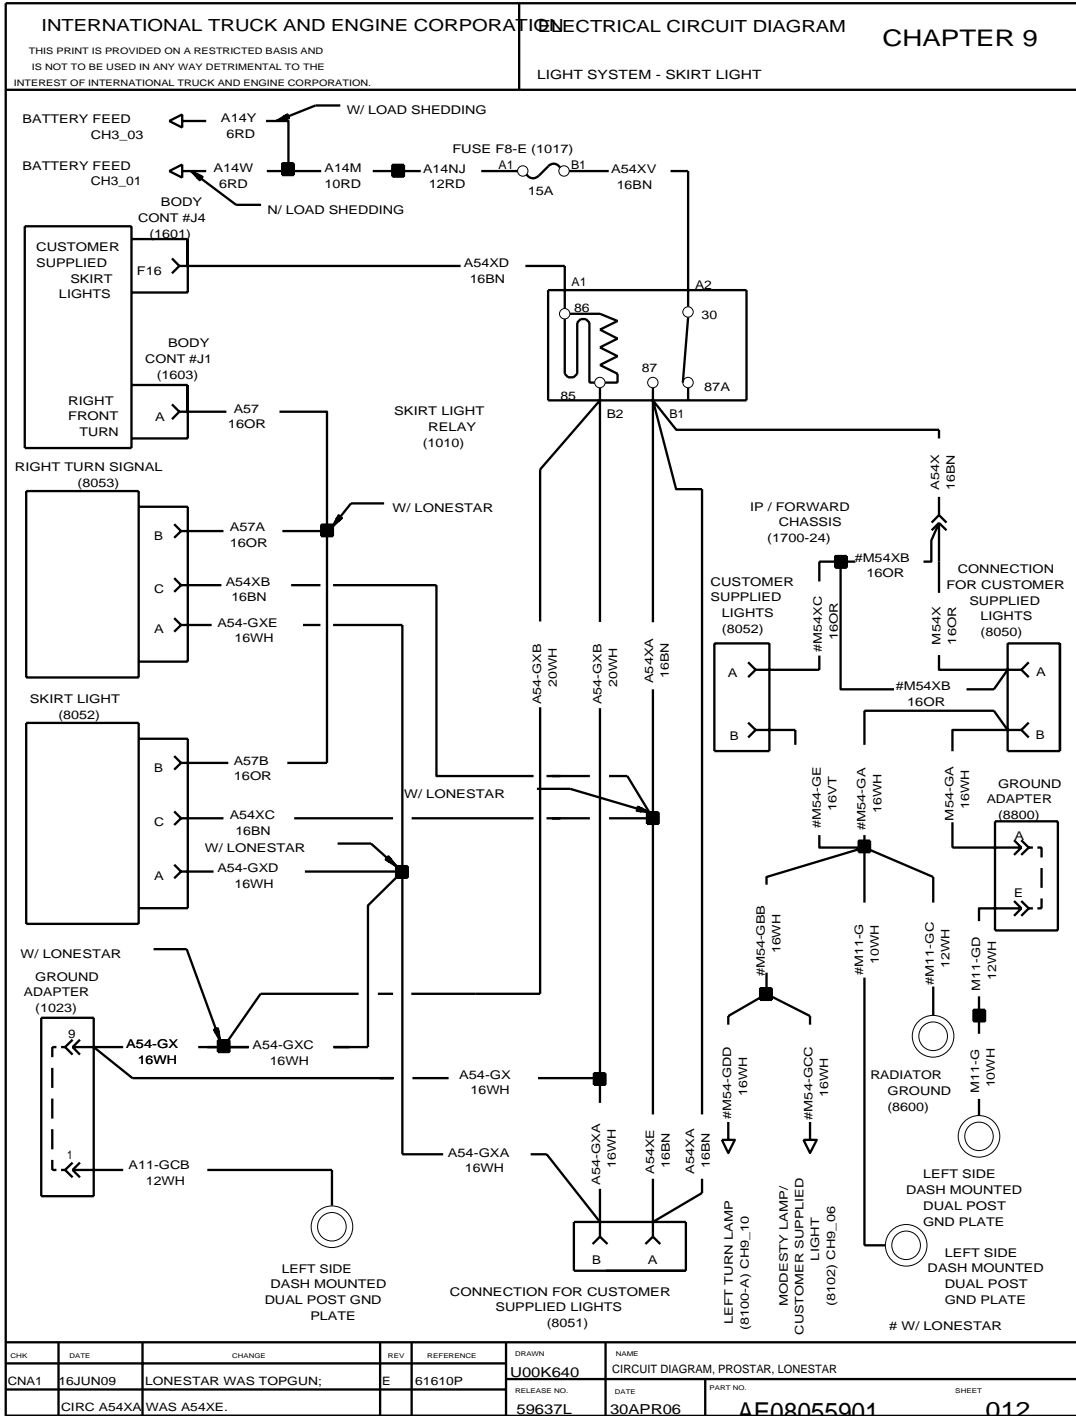 INTERNATIONAL TRUCK AND ENGINE CORPORATION
THIS PRINT IS PROVIDED ON A RESTRICTED BASIS AND
IS NOT TO BE USED IN ANY WAY DETRIMENTAL TO THE
INTEREST OF INTERNATIONAL TRUCK AND ENGINE CORPORATION.
ELECTRICAL CIRCUIT DIAGRAM
LIGHT SYSTEM - SKIRT LIGHT
CHAPTER 9
BATTERY FEED
CH3_03
A14Y
6RD
W/ LOAD SHEDDING
BATTERY FEED
CH3_01
A14W
6RD
A14M
10RD
A14NJ
12RD
FUSE F8-E (1017)
A1
B1
15A
A54XV
16BN
N/ LOAD SHEDDING
BODY
CONT #J4
(1601)
CUSTOMER
SUPPLIED
SKIRT
LIGHTS
F16
A54XD
16BN
A1
A2
86
30
87
87A
85
B2
B1
BODY
CONT #J1
(1603)
RIGHT
FRONT
TURN
A
A57
16OR
SKIRT LIGHT
RELAY
(1010)
RIGHT TURN SIGNAL
(8053)
B
A57A
16OR
W/ LONESTAR
C
A54XB
16BN
A
A54-GXE
16WH
A54X
16BN
IP / FORWARD
CHASSIS
(1700-24)
#M54XB
16OR
CUSTOMER
SUPPLIED
LIGHTS
(8052)
#M54XC
16OR
M54X
16OR
CONNECTION
FOR CUSTOMER
SUPPLIED
LIGHTS
(8050)
A54-GXB
20WH
A54-GXB
20WH
A54XA
16BN
A
B
#M54XB
16OR
A
B
SKIRT LIGHT
(8052)
B
A57B
16OR
C
A54XC
16BN
W/ LONESTAR
W/ LONESTAR
A
A54-GXD
16WH
#M54-GE
16VT
#M54-GA
16WH
M54-GA
16WH
GROUND
ADAPTER
(8800)
A
E
#M54-GBB
16WH
#M11-G
10WH
#M11-GC
12WH
M11-GD
12WH
W/ LONESTAR
GROUND
ADAPTER
(1023)
9
A54-GX
16WH
A54-GXC
16WH
A54-GX
16WH
1
A11-GCB
12WH
A54-GXA
16WH
A54-GXA
16WH
A54XE
16BN
A54XA
16BN
#M54-GDD
16WH
#M54-GCC
16WH
RADIATOR
GROUND
(8600)
M11-G
10WH
LEFT SIDE
DASH MOUNTED
DUAL POST
GND PLATE
LEFT SIDE
DASH MOUNTED
DUAL POST GND
PLATE
B
A
CONNECTION FOR CUSTOMER
SUPPLIED LIGHTS
(8051)
LEFT TURN LAMP
(8100-A) CH9_10
MODESTY LAMP/
CUSTOMER SUPPLIED
LIGHT
(8102) CH9_06
LEFT SIDE
DASH MOUNTED
DUAL POST
GND PLATE
# W/ LONESTAR
CHK DATE CHANGE REV REFERENCE
CNA1 16JUN09 LONESTAR WAS TOPGUN; E 61610P
CIRC A54XA WAS A54XE.
DRAWN
U00K640
NAME
CIRCUIT DIAGRAM, PROSTAR, LONESTAR
RELEASE NO.
59637L
DATE
30APR06
PART NO.
AE08055901
SHEET
012